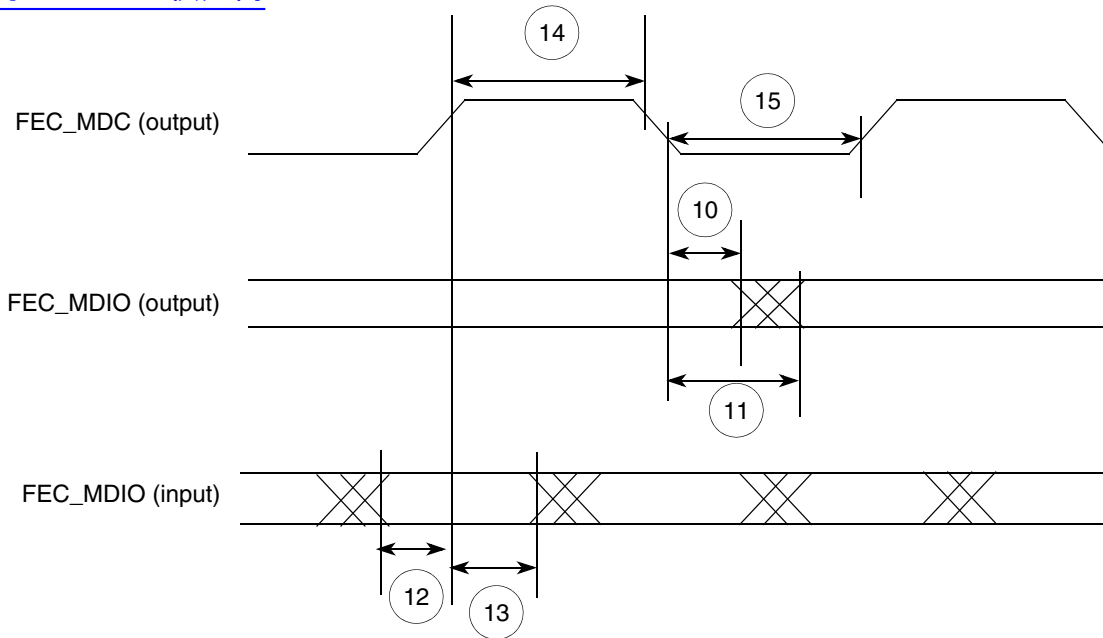 14
FEC_MDC (output)
15
10
FEC_MDIO (output)
11
FEC_MDIO (input)
12
13